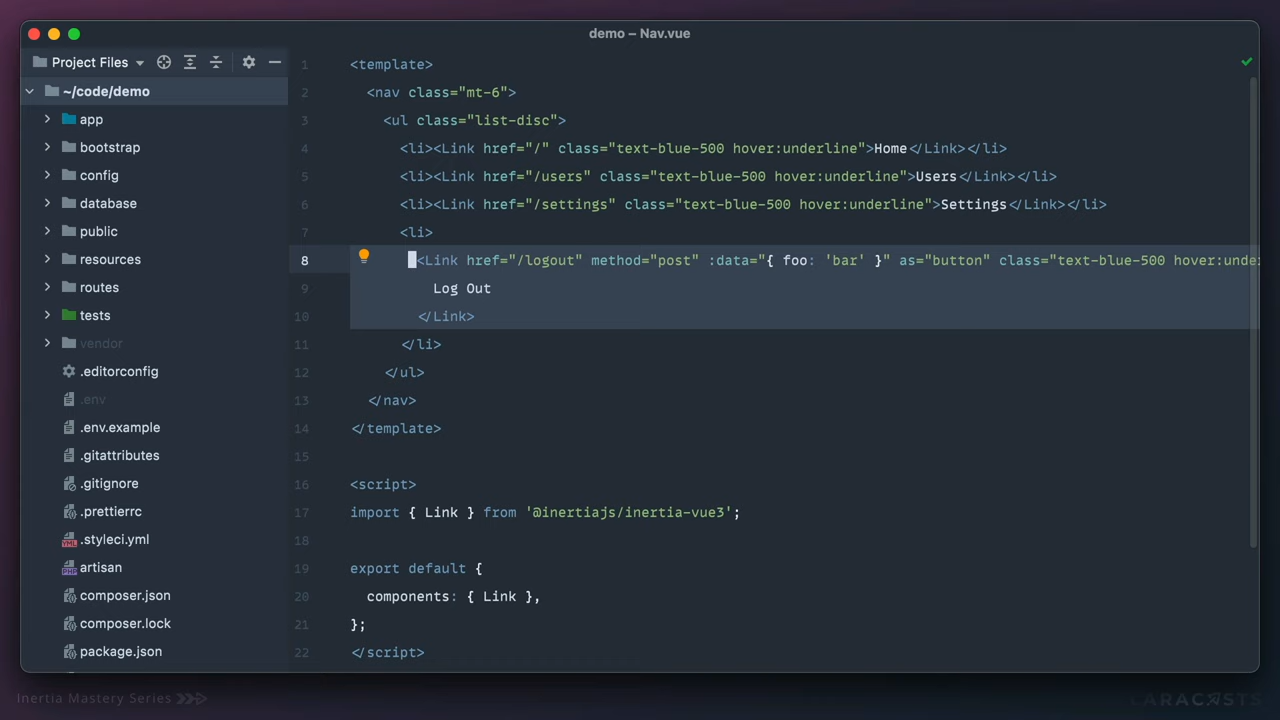 demo – Nav.vue
Project Files
~/code/demo
app
bootstrap
config
database
public
resources
routes
tests
vendor
.editorconfig
.env
.env.example
.gitattributes
.gitignore
.prettierrc
.styleci.yml
artisan
composer.json
composer.lock
package.json
1 <template>
2 <nav class="mt-6">
3 <ul class="list-disc">
4 <li><Link href="/" class="text-blue-500 hover:underline">Home</Link></li>
5 <li><Link href="/users" class="text-blue-500 hover:underline">Users</Link></li>
6 <li><Link href="/settings" class="text-blue-500 hover:underline">Settings</Link></li>
7 <li>
8 <Link href="/logout" method="post" :data="{ foo: 'bar' }" as="button" class="text-blue-500 hover:unde
9 Log Out
10 </Link>
11 </li>
12 </ul>
13 </nav>
14 </template>
15
16 <script>
17 import { Link } from '@inertiajs/inertia-vue3';
18
19 export default {
20 components: { Link },
21 };
22 </script>
Inertia Mastery Series